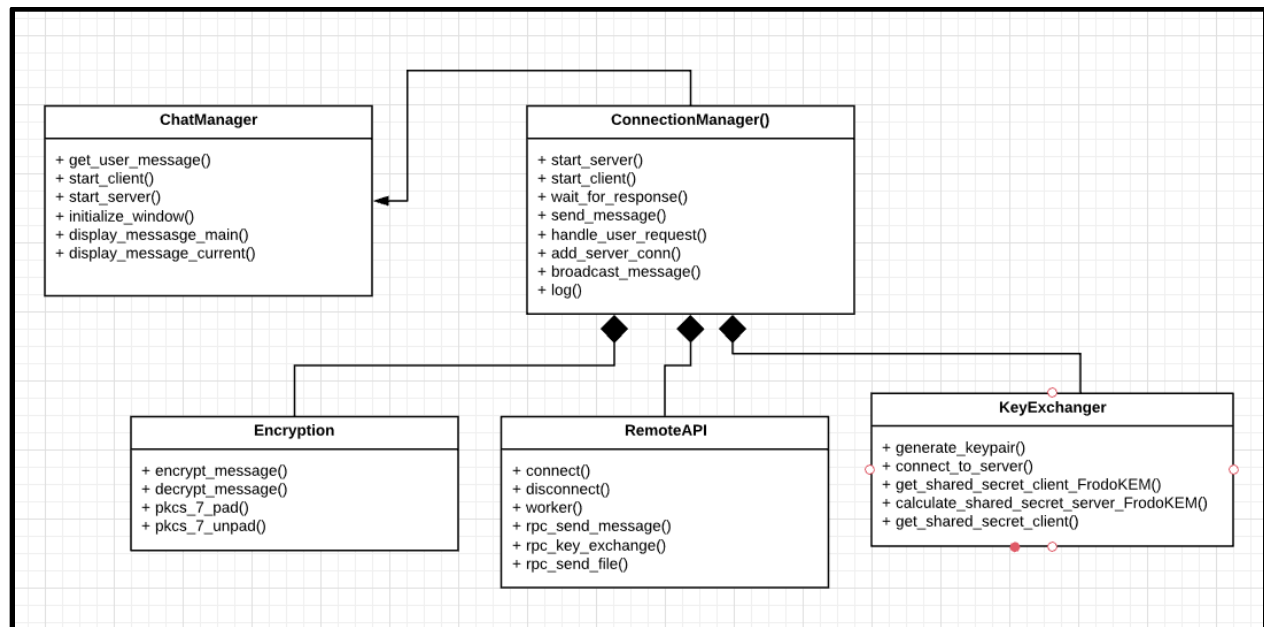 ChatManager
+ get_user_message()
+ start_client()
+ start_server()
+ initialize_window()
+ display_messasge_main()
+ display_message_current()
ConnectionManager()
+ start_server()
+ start_client()
+ wait_for_response()
+ send_message()
+ handle_user_request()
+ add_server_conn()
+ broadcast_message()
+ log()
Encryption
+ encrypt_message()
+ decrypt_message()
+ pkcs_7_pad()
+ pkcs_7_unpad()
RemoteAPI
+ connect()
+ disconnect()
+ worker()
+ rpc_send_message()
+ rpc_key_exchange()
+ rpc_send_file()
KeyExchanger
+ generate_keypair()
+ connect_to_server()
+ get_shared_secret_client_FrodoKEM()
+ calculate_shared_secret_server_FrodoKEM()
+ get_shared_secret_client()